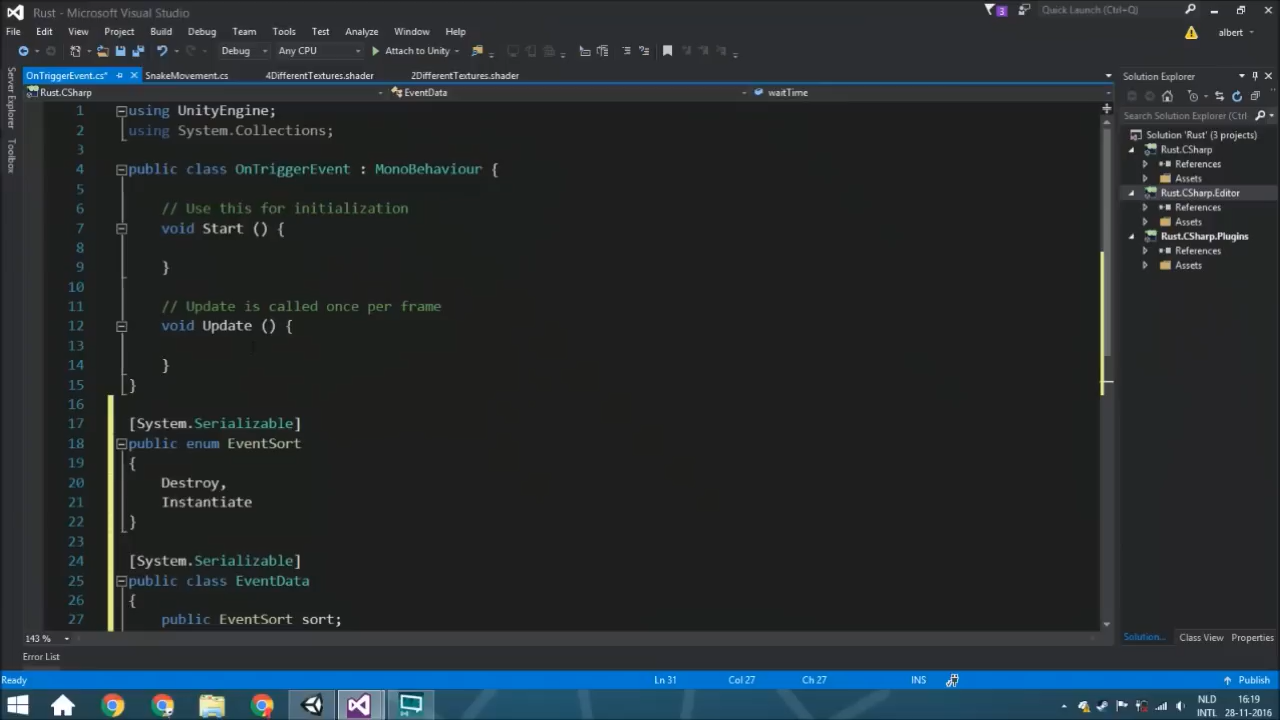 Rust - Microsoft Visual Studio
3
Quick Launch (Ctrl+Q)
File Edit View Project Build Debug Team Tools Test Analyze Window Help
albert
Debug Any CPU Attach to Unity
OnTriggerEvent.cs* SnakeMovement.cs 4DifferentTextures.shader 2DifferentTextures.shader
Rust.CSharp EventData waitTime
Server Explorer
Toolbox
1 using UnityEngine;
2 using System.Collections;
3
4 public class OnTriggerEvent : MonoBehaviour {
5
6 // Use this for initialization
7 void Start () {
8
9 }
10
11 // Update is called once per frame
12 void Update () {
13
14 }
15 }
16
17 [System.Serializable]
18 public enum EventSort
19 {
20 Destroy,
21 Instantiate
22 }
23
24 [System.Serializable]
25 public class EventData
26 {
27 public EventSort sort;
143 %
Solution Explorer
Search Solution Explorer (Ctrl
Solution 'Rust' (3 projects)
Rust.CSharp
References
Assets
Rust.CSharp.Editor
References
Assets
Rust.CSharp.Plugins
References
Assets
Solution... Class View Properties
Error List
Ready Ln 31 Col 27 Ch 27 INS Publish
NLD 16:19
INTL 28-11-2016